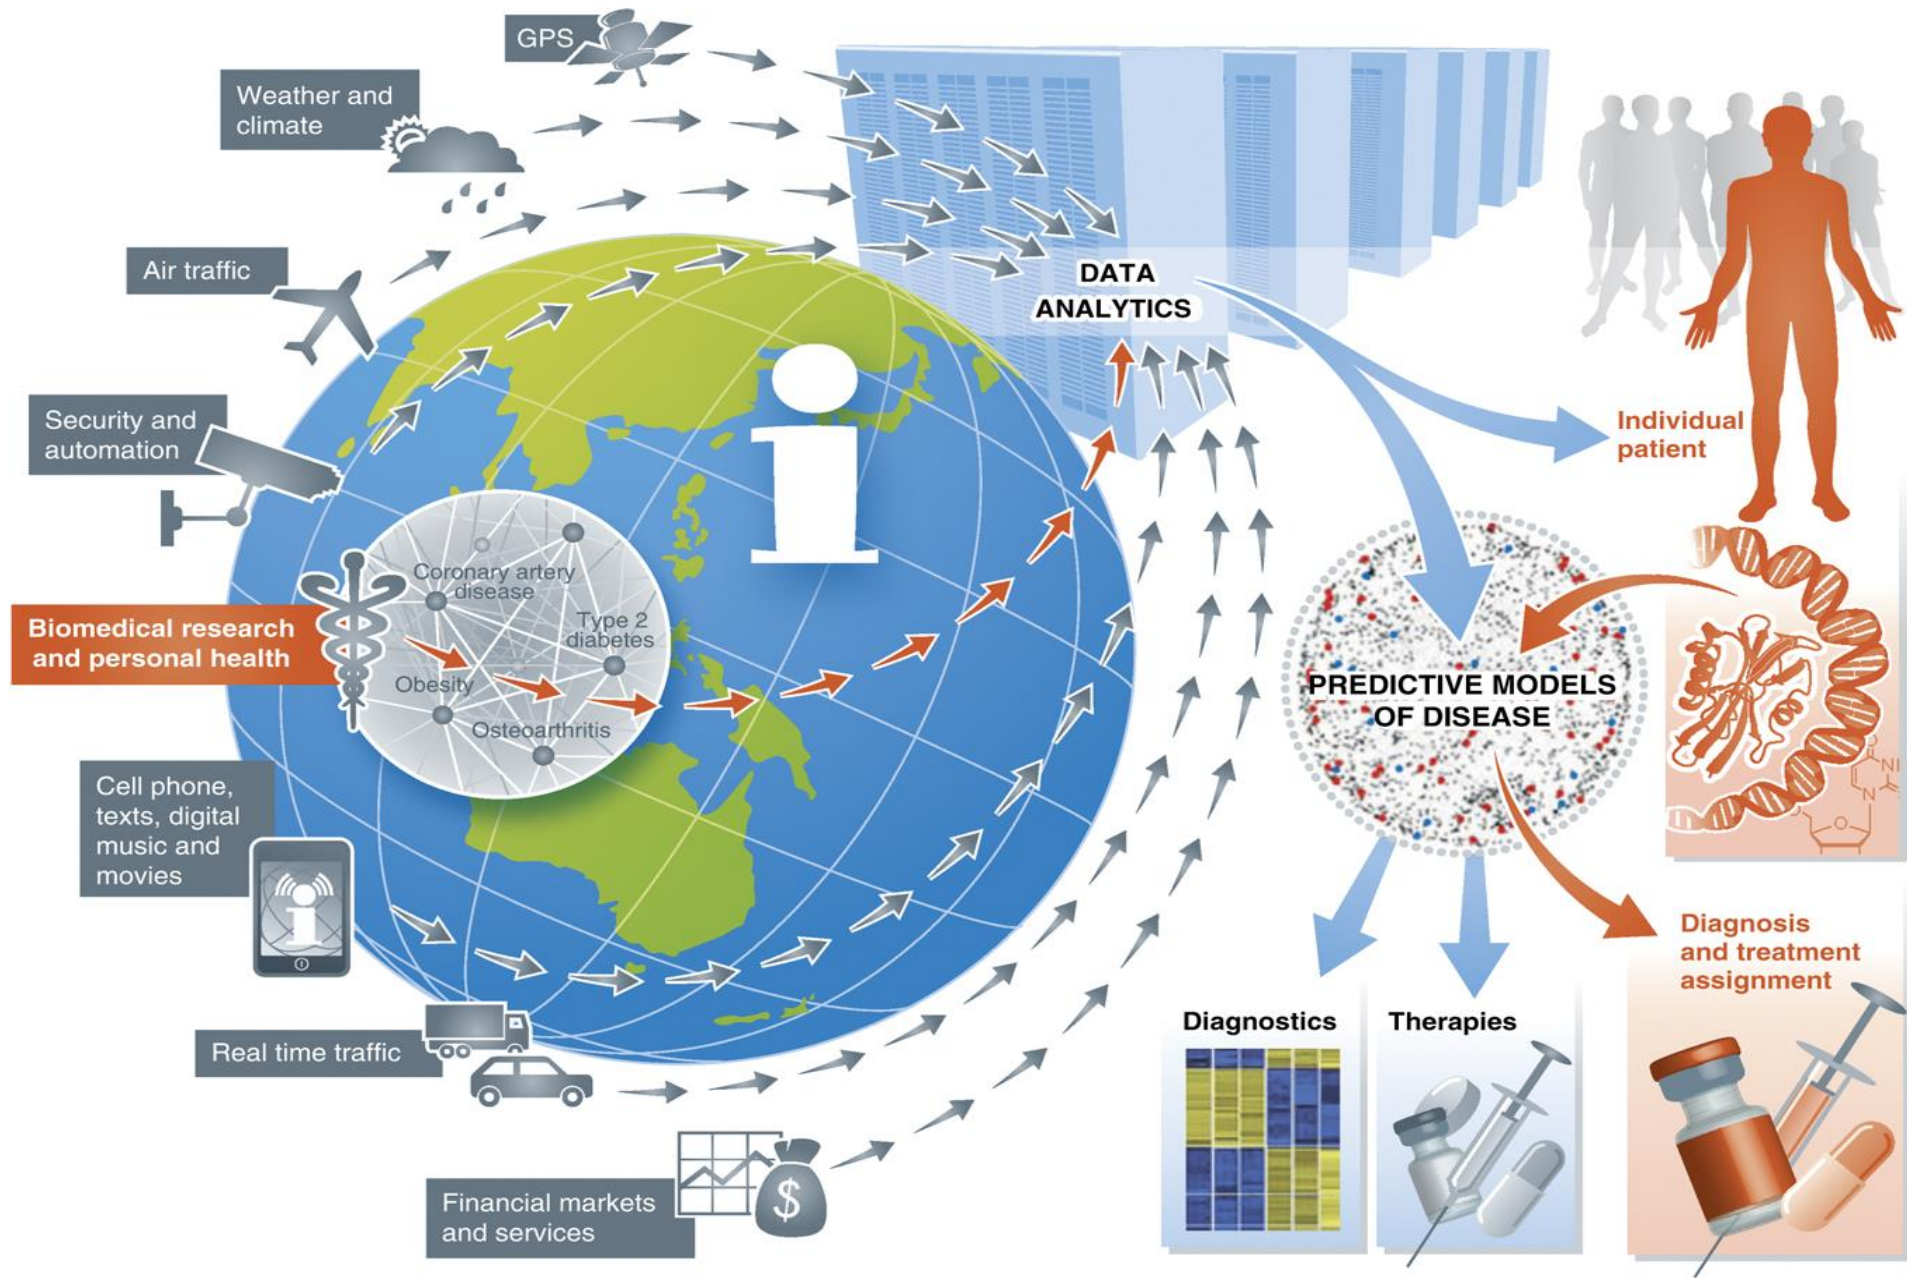 GPS
Weather and
climate
Air traffic
Security and
automation
Biomedical research
and personal health
Coronary artery
disease
Type 2
diabetes
Obesity
Osteoarthritis
Cell phone,
texts, digital
music and
movies
i
Real time traffic
Financial markets
and services
$
i
DATA
ANALYTICS
Individual
patient
PREDICTIVE MODELS
OF DISEASE
N
O
Diagnosis
and treatment
assignment
Diagnostics
Therapies